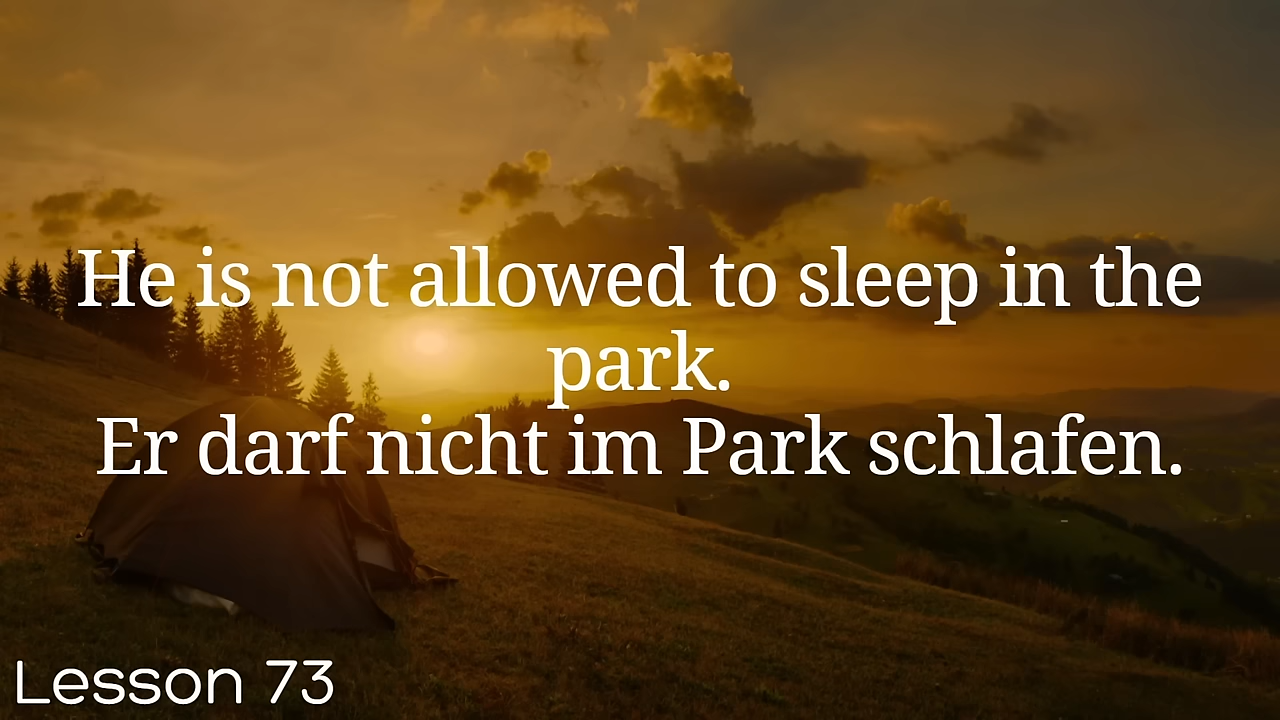 He is not allowed to sleep in the
park.
Er darf nicht im Park schlafen.
Lesson 73